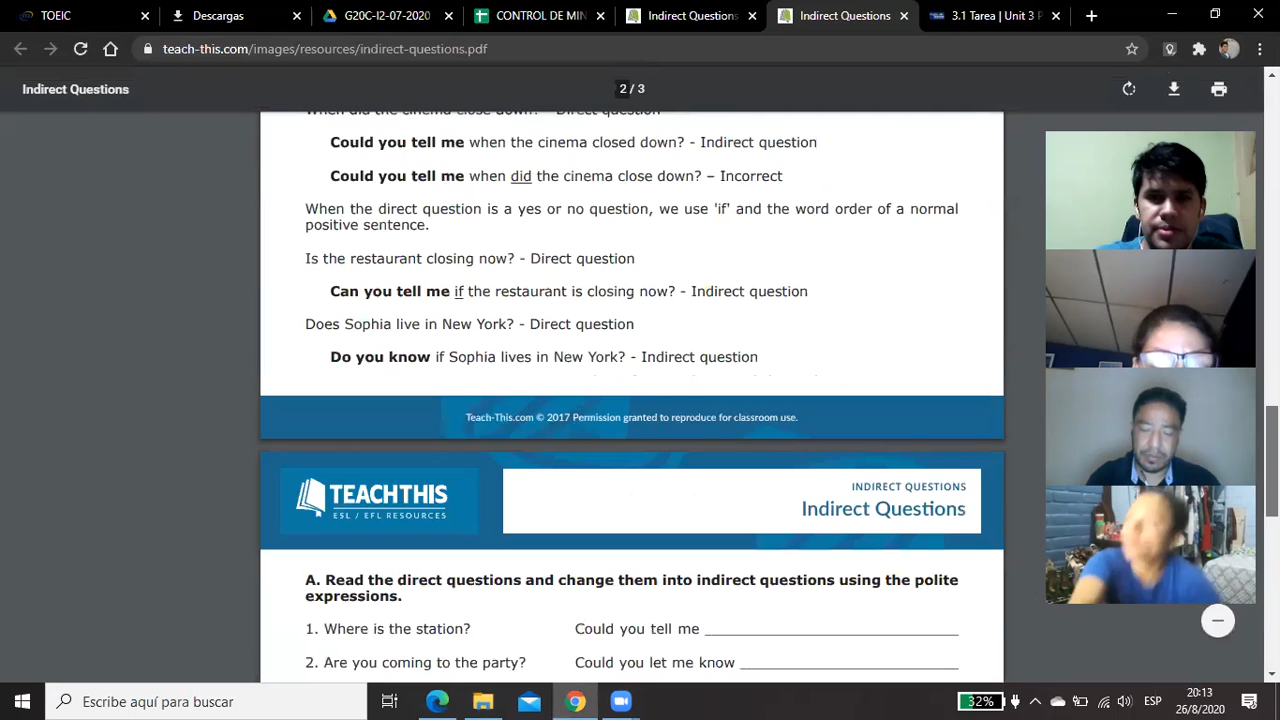 TOEIC
Descargas
G20C-I2-07-2020
CONTROL DE MIN
Indirect Questions
Indirect Questions
3.1 Tarea | Unit 3 P
teach-this.com/images/resources/indirect-questions.pdf
Indirect Questions
2 / 3
When did the cinema close down? - Direct question
Could you tell me when the cinema closed down? - Indirect question
Could you tell me when did the cinema close down? – Incorrect
When the direct question is a yes or no question, we use 'if' and the word order of a normal
positive sentence.
Is the restaurant closing now? - Direct question
Can you tell me if the restaurant is closing now? - Indirect question
Does Sophia live in New York? - Direct question
Do you know if Sophia lives in New York? - Indirect question
Teach-This.com © 2017 Permission granted to reproduce for classroom use.
TEACHTHIS
ESL / EFL RESOURCES
INDIRECT QUESTIONS
Indirect Questions
A. Read the direct questions and change them into indirect questions using the polite
expressions.
1. Where is the station? Could you tell me
2. Are you coming to the party? Could you let me know
Escribe aquí para buscar
32%
ESP
20:13
26/8/2020